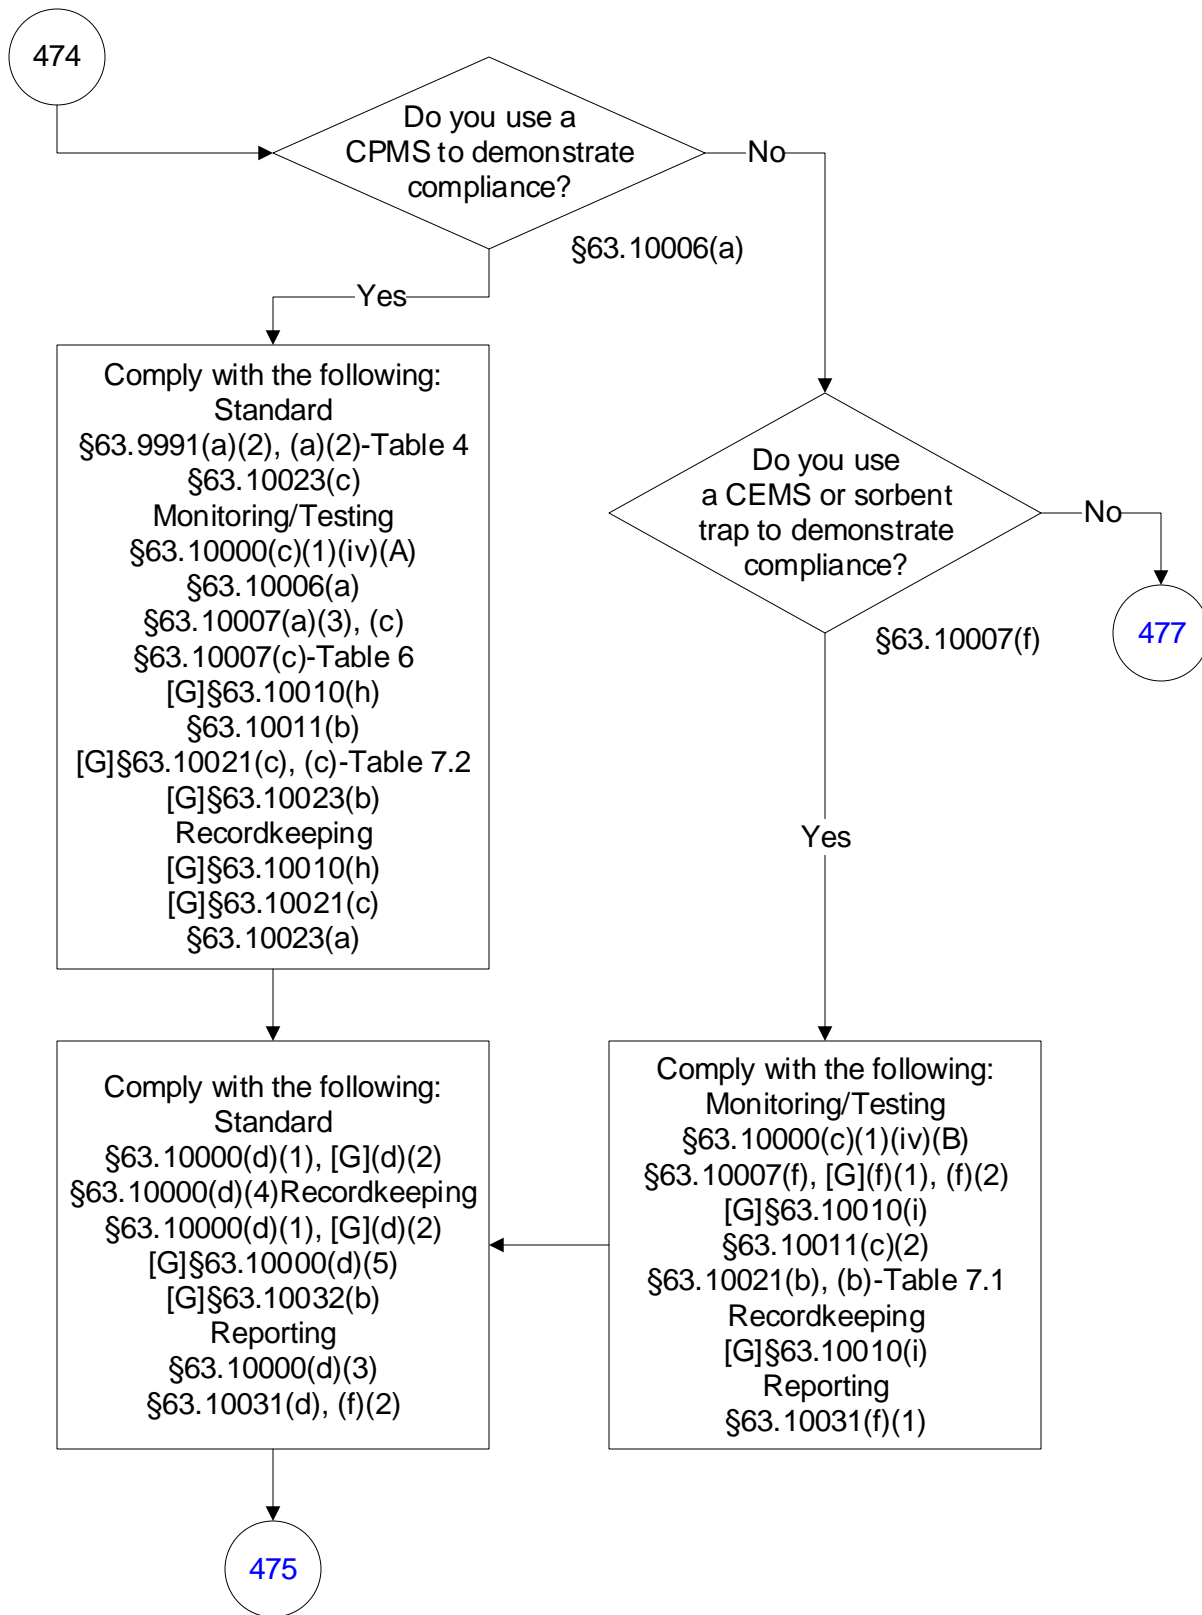 474
Do you use a
CPMS to demonstrate
compliance?
No
§63.10006(a)
Yes
Comply with the following:
Standard
§63.9991(a)(2), (a)(2)-Table 4
§63.10023(c)
Monitoring/Testing
§63.10000(c)(1)(iv)(A)
§63.10006(a)
§63.10007(a)(3), (c)
§63.10007(c)-Table 6
[G]§63.10010(h)
§63.10011(b)
[G]§63.10021(c), (c)-Table 7.2
[G]§63.10023(b)
Recordkeeping
[G]§63.10010(h)
[G]§63.10021(c)
§63.10023(a)
Do you use
a CEMS or sorbent
trap to demonstrate
compliance?
No
§63.10007(f)
477
Yes
Comply with the following:
Standard
§63.10000(d)(1), [G](d)(2)
§63.10000(d)(4)Recordkeeping
§63.10000(d)(1), [G](d)(2)
[G]§63.10000(d)(5)
[G]§63.10032(b)
Reporting
§63.10000(d)(3)
§63.10031(d), (f)(2)
Comply with the following:
Monitoring/Testing
§63.10000(c)(1)(iv)(B)
§63.10007(f), [G](f)(1), (f)(2)
[G]§63.10010(i)
§63.10011(c)(2)
§63.10021(b), (b)-Table 7.1
Recordkeeping
[G]§63.10010(i)
Reporting
§63.10031(f)(1)
475